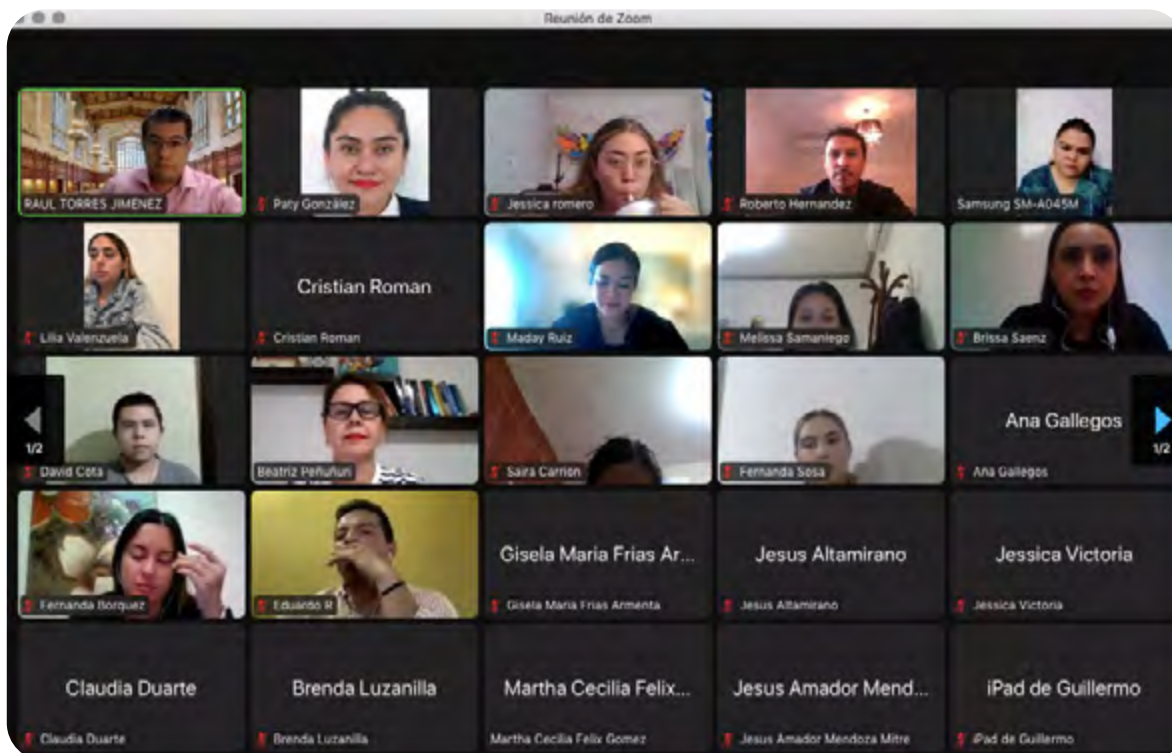 Reunión de Zoom
RAUL TORRES JIMENEZ
Paty González
Jessica romero
Roberto Hernandez
Samsung SM-A045M
Lilia Valenzuela
Cristian Roman
Cristian Roman
Maday Ruiz
Melissa Samaniego
Brissa Saenz
1/2
David Cota
Beatriz Peñuñuri
Saira Carrion
Fernanda Sosa
Ana Gallegos
Ana Gallegos
1/2
Fernanda Borquez
Eduardo R
Gisela Maria Frias Ar...
Gisela Maria Frias Armenta
Jesus Altamirano
Jesus Altamirano
Jessica Victoria
Jessica Victoria
Claudia Duarte
Claudia Duarte
Brenda Luzanilla
Brenda Luzanilla
Martha Cecilia Felix...
Martha Cecilia Felix Gomez
Jesus Amador Mend...
Jesus Amador Mendoza Mitre
iPad de Guillermo
iPad de Guillermo